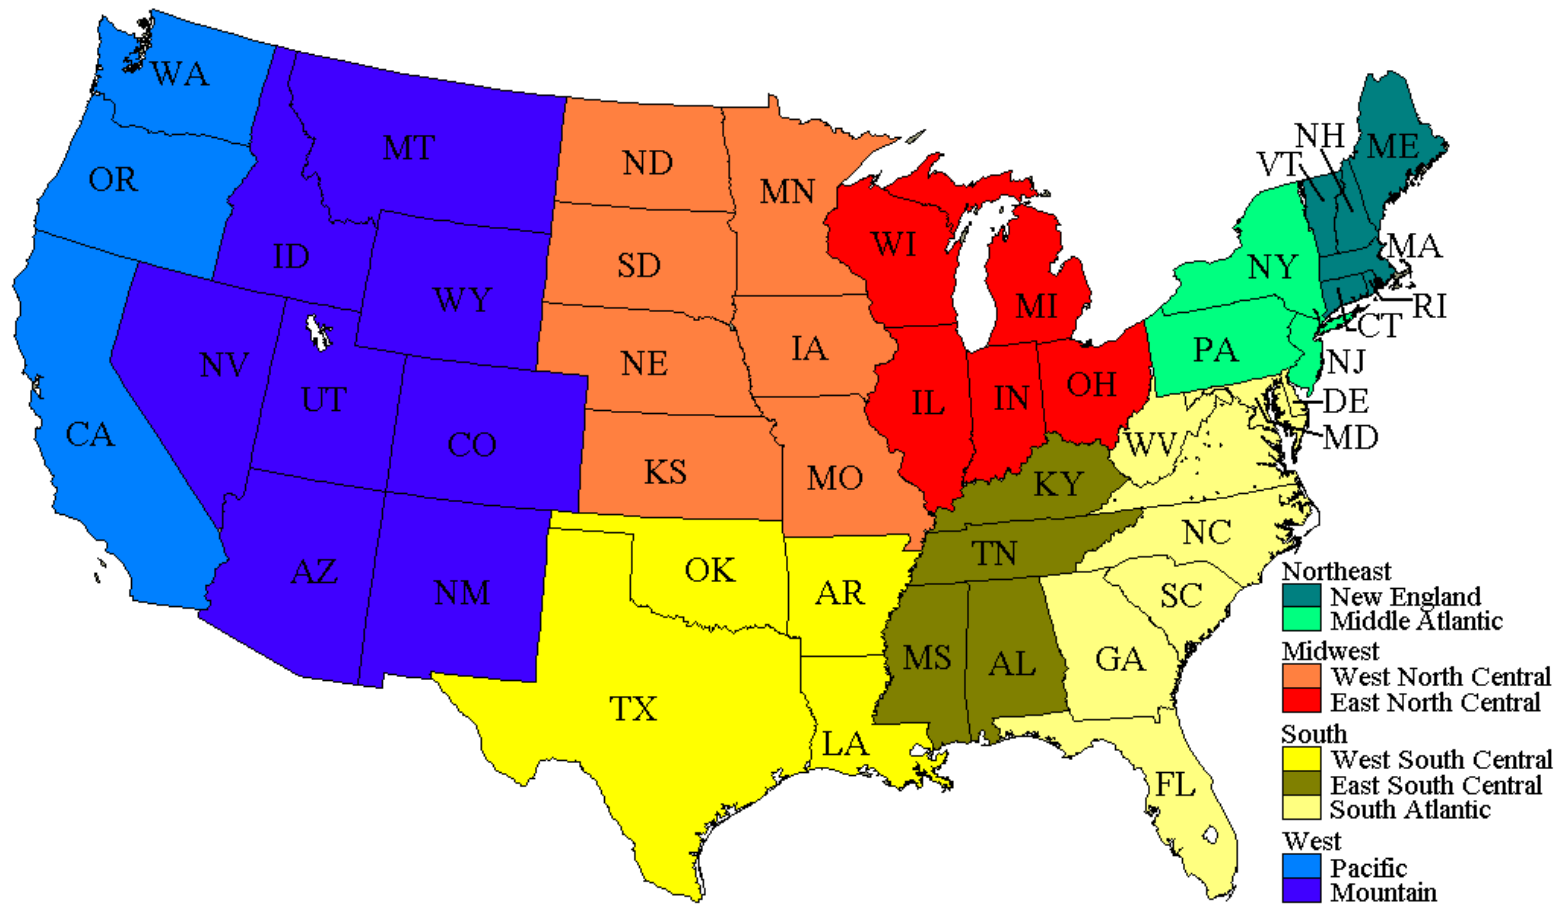 WA
OR
CA
NV
ID
MT
WY
UT
CO
AZ
NM
ND
SD
NE
KS
MN
IA
MO
OK
TX
AR
LA
WI
IL
MI
IN
OH
KY
TN
MS
AL
GA
FL
SC
NC
WV
PA
NY
VT
NH
ME
MA
RI
CT
NJ
DE
MD
Northeast
New England
Middle Atlantic
Midwest
West North Central
East North Central
South
West South Central
East South Central
South Atlantic
West
Pacific
Mountain